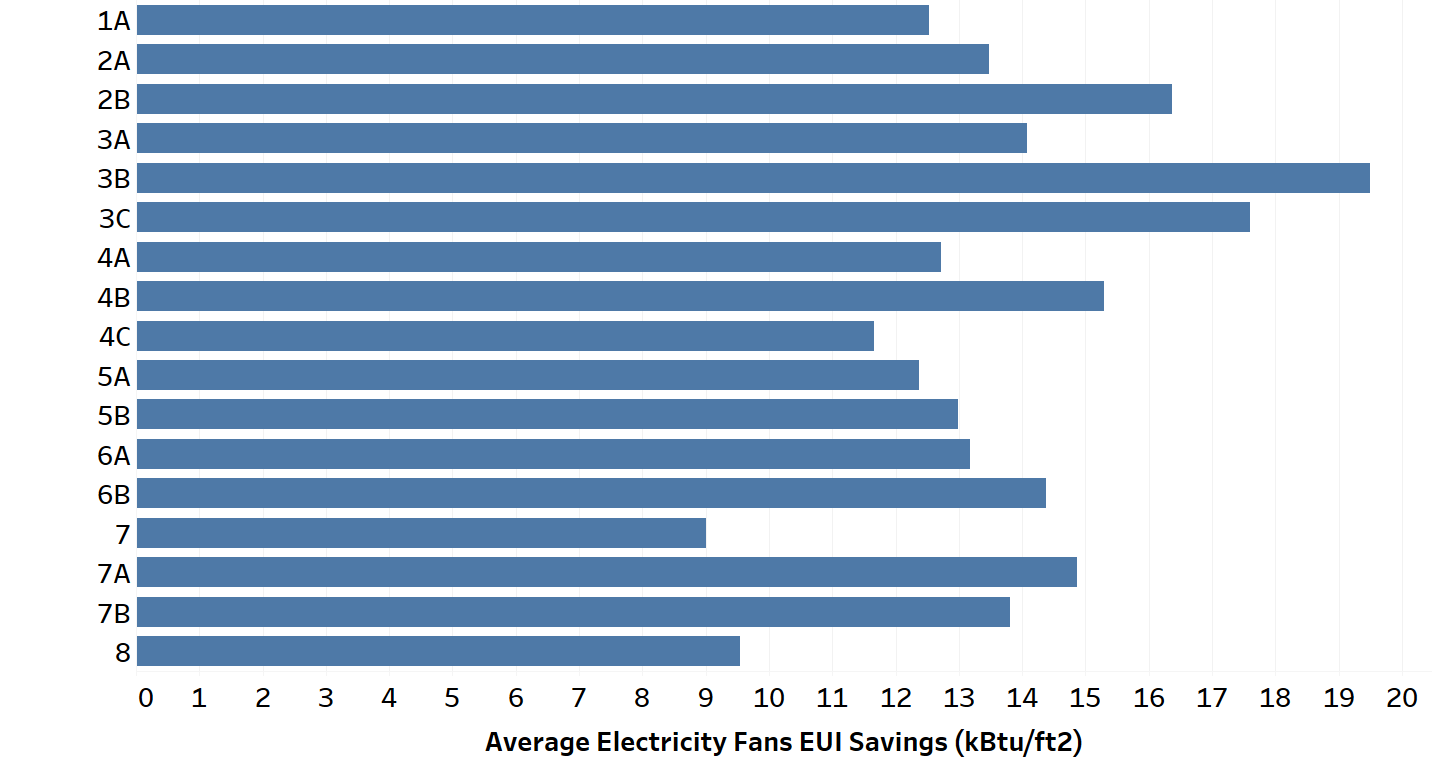 1A
2A
2B
3A
3B
3C
4A
4B
4C
5A
5B
6A
6B
7
7A
7B
8
0 1 2 3 4 5 6 7 8 9 10 11 12 13 14 15 16 17 18 19 20
Average Electricity Fans EUI Savings (kBtu/ft2)